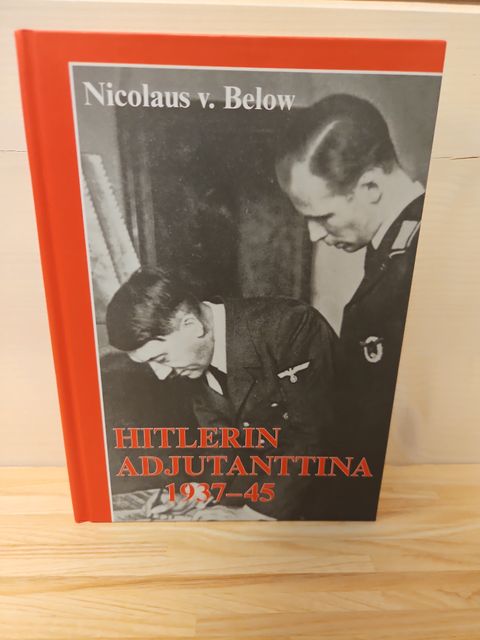 Nicolaus v. Below
HITLERIN
ADJUTANTTINA
1937–45